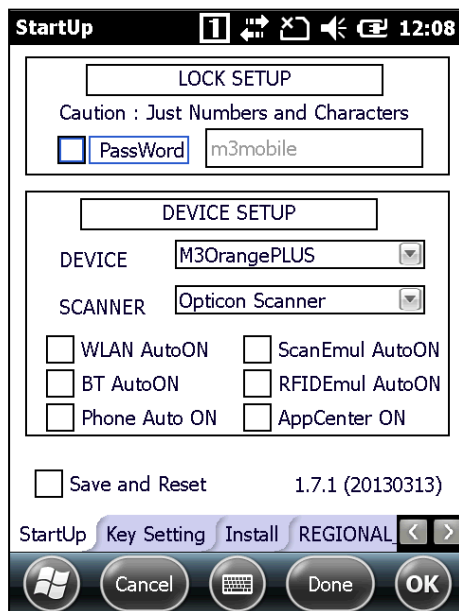 StartUp 1 12:08
LOCK SETUP
Caution : Just Numbers and Characters
PassWord m3mobile
DEVICE SETUP
DEVICE M3OrangePLUS
SCANNER Opticon Scanner
WLAN AutoON ScanEmul AutoON
BT AutoON RFIDEmul AutoON
Phone Auto ON AppCenter ON
Save and Reset 1.7.1 (20130313)
StartUp Key Setting Install REGIONAL_
Cancel Done OK